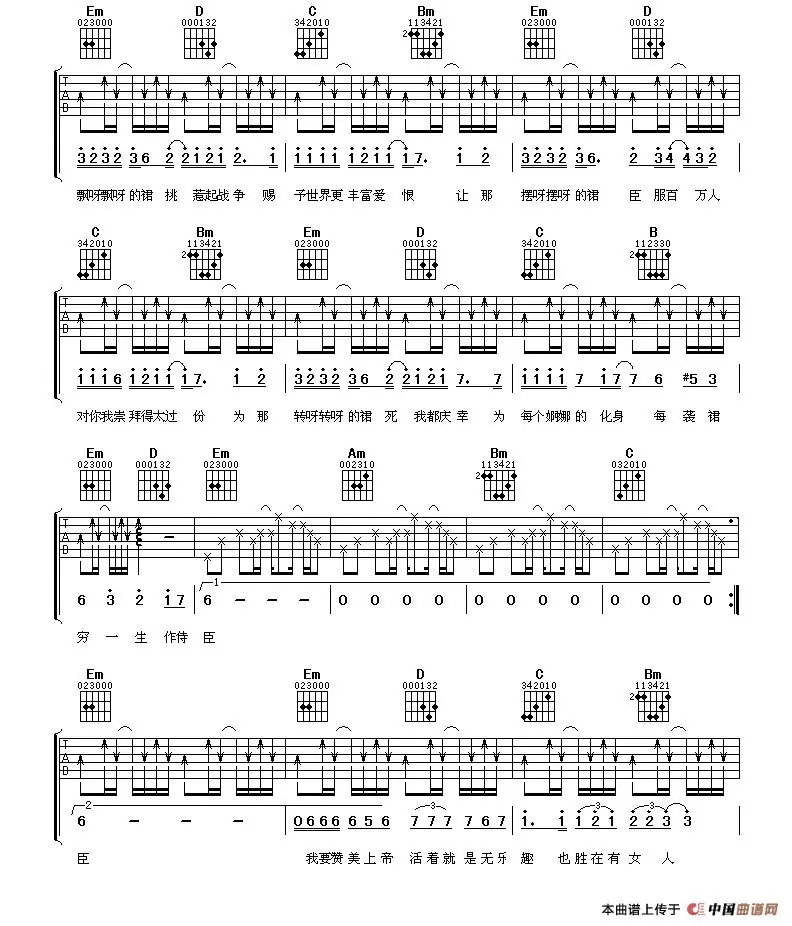 Em D C Bm Em D
023000 000132 342010 113421 023000 000132
2
T A B
3232 36 2 2121 2. 1 1111 1211 17. 1 2 3232 36. 2 34 432
飘呀飘呀的裙 挑 惹起战争 赐 予世界更丰富爱 恨 让 那 摆呀摆呀的裙 臣 服百 万人
C Bm Em D C B
342010 113421 023000 000132 342010 112330
2
T A B
1116 1211 17. 1 2 3232 36 2 2121 7. 7 1111 7 17 7 6 #5 3
对你我崇拜得太过 份 为 那 转呀转呀的裙 死 我都庆 幸 为 每个婀娜的 化身 每 袭 裙
Em D Em Am Bm C
023000 000132 023000 002310 113421 032010
2
T A B –
1
6 3 2 17 6 - - - 0 0 0 0 0 0 0 0 0 0 0 0
穷 一 生 作侍 臣
Em Em D C Bm
023000 023000 000132 342010 113421
2
T A B
2 3 3 3 3
6 - - - 0666 656 777 767 1. 1 121 223 3
臣 我要赞美上帝 活着就 是无乐 趣 也胜在有 女 人
本曲谱上传于 中国曲谱网